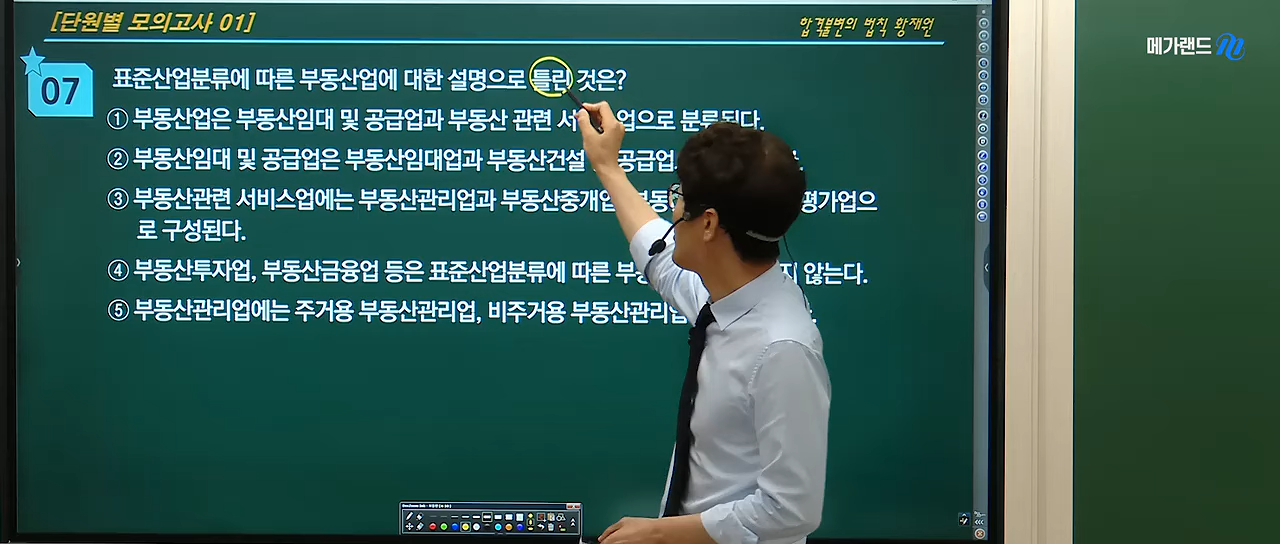 [단원별 모의고사 01]
합격불변의 법칙 황재원
메가랜드
07 표준산업분류에 따른 부동산업에 대한 설명으로 틀린 것은?
① 부동산업은 부동산임대 및 공급업과 부동산 관련 서 업으로 분류된다.
② 부동산임대 및 공급업은 부동산임대업과 부동산건설 공급업
③ 부동산관련 서비스업에는 부동산관리업과 부동산중개업 평가업으
로 구성된다.
④ 부동산투자업, 부동산금융업 등은 표준산업분류에 따른 부 지 않는다.
⑤ 부동산관리업에는 주거용 부동산관리업, 비주거용 부동산관리업